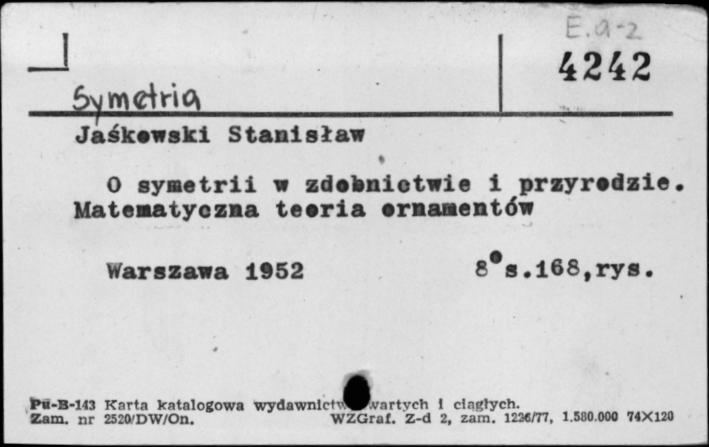 E.a-2
4242
Symetria
Jaśkowski Stanisław
O symetrii w zdobnictwie i przyrodzie.
Matematyczna teoria ornamentów
Warszawa 1952 8° s.168,rys.
Pu-B-143 Karta katalogowa wydawnictw wartych i ciągłych.
Zam. nr 2520/DW/On. WZGraf. Z-d 2, zam. 1226/77, 1.580.000 74X120